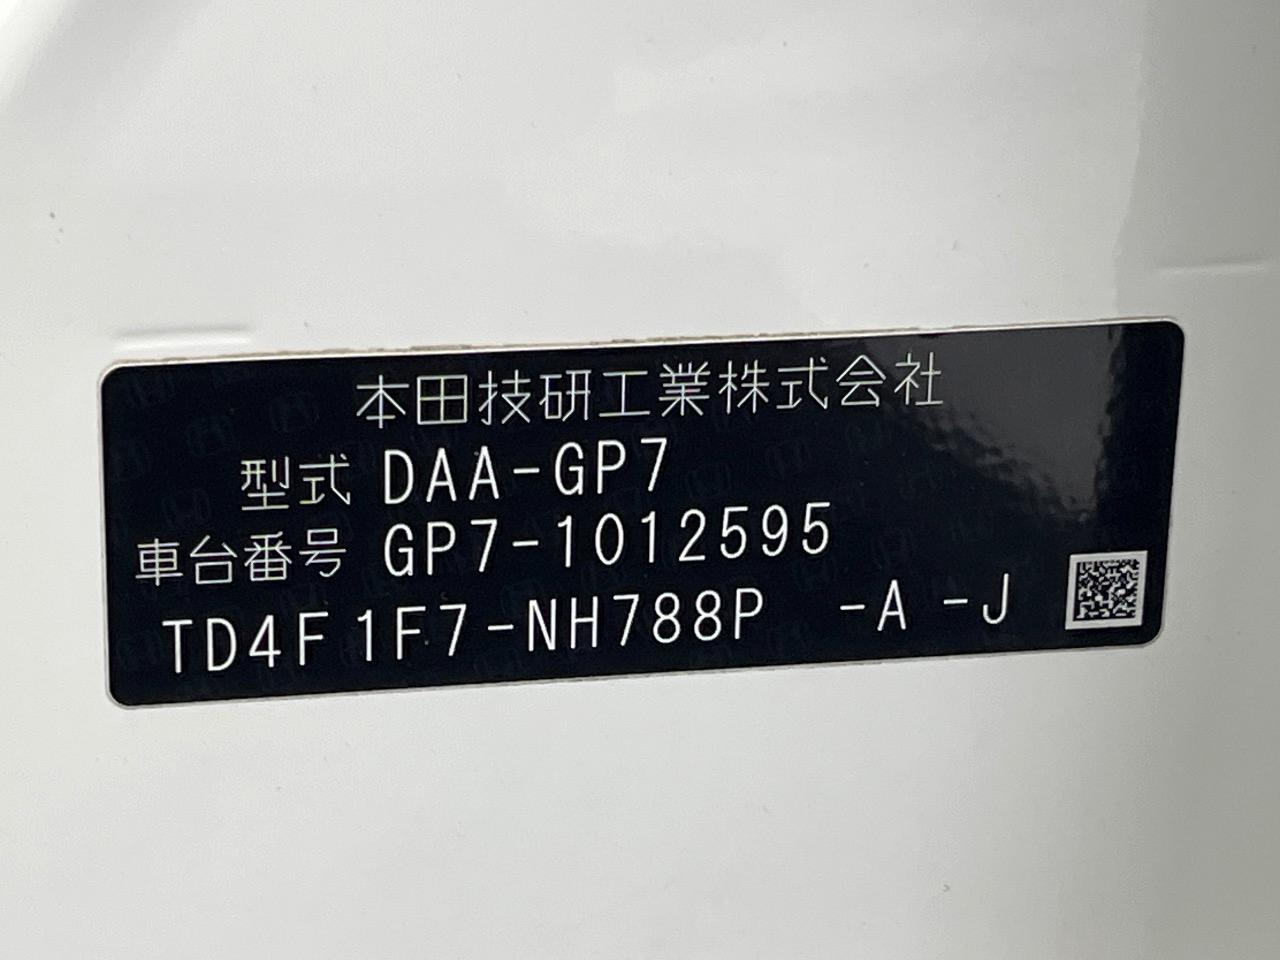 本田技研工業株式会社
型式 DAA-GP7
車台番号 GP7-1012595
TD4F1F7-NH788P -A -J